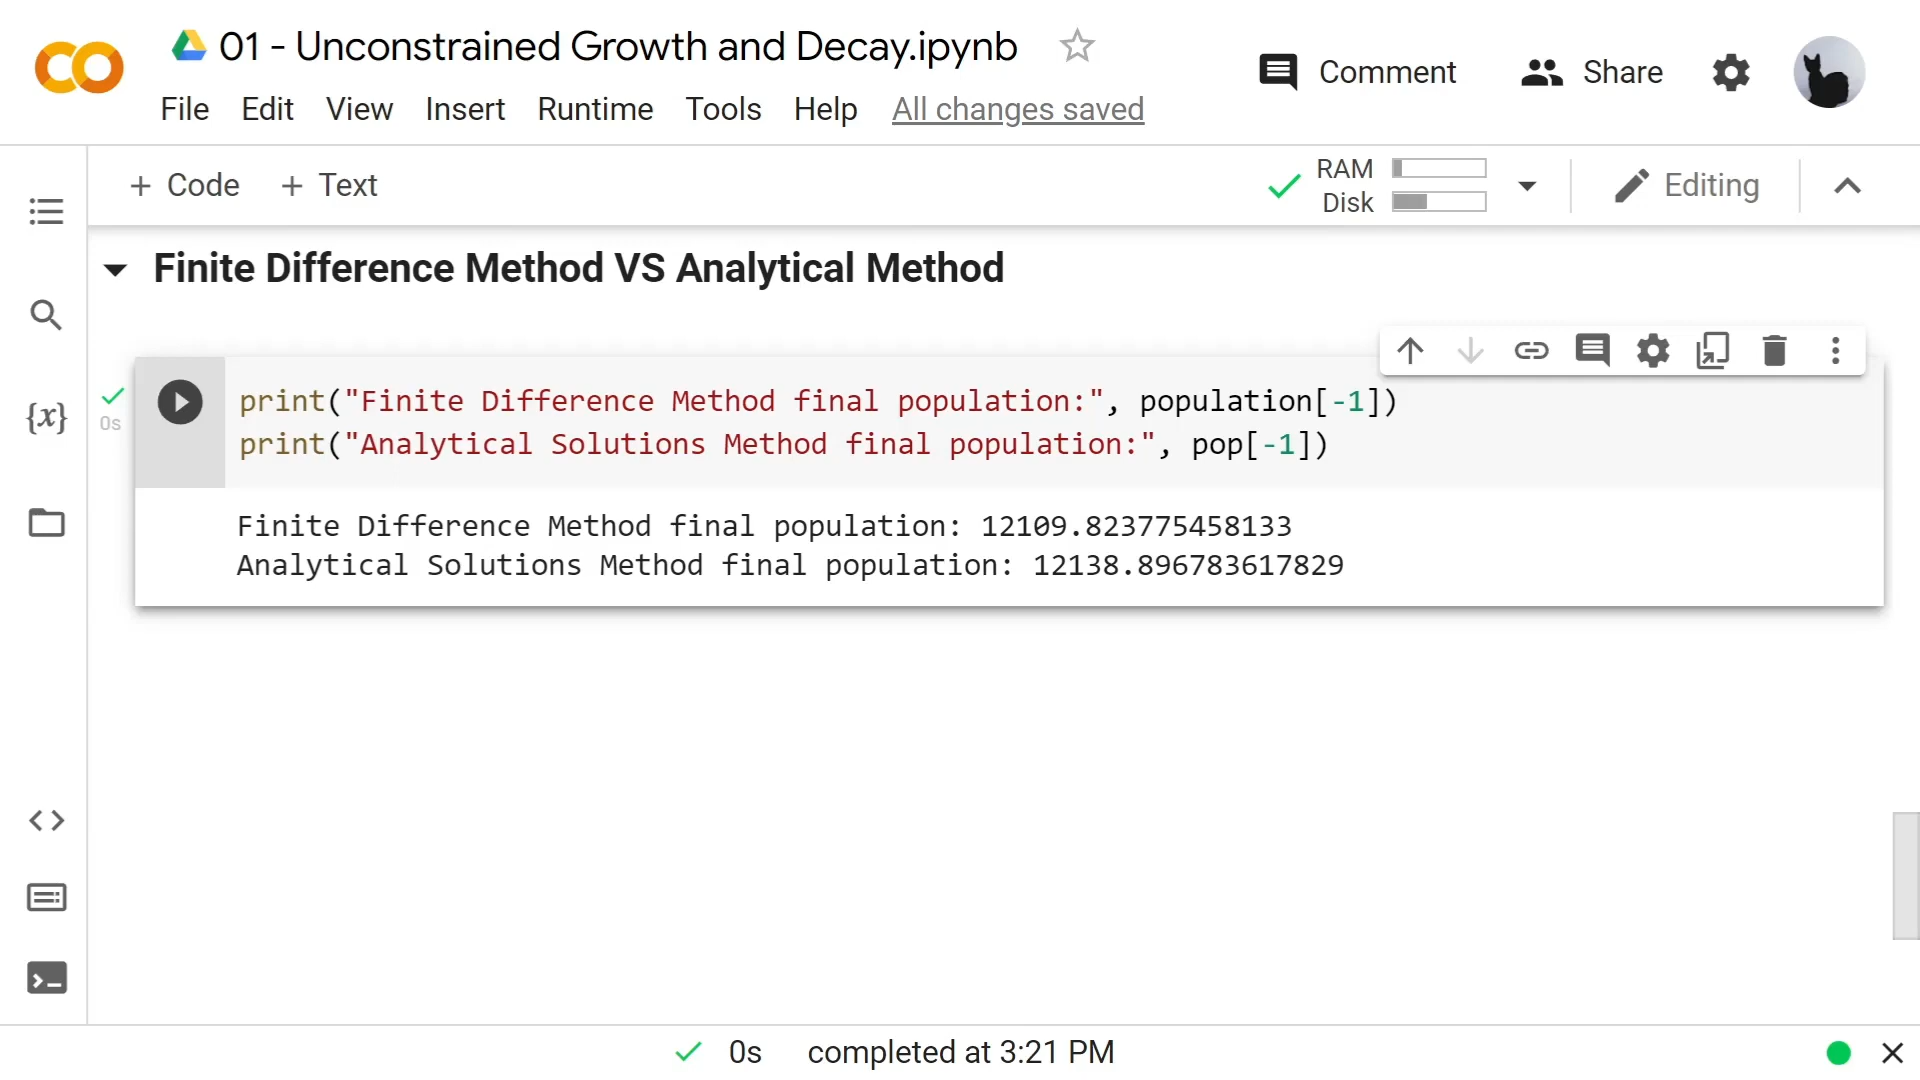 01 - Unconstrained Growth and Decay.ipynb
Comment
Share
File Edit View Insert Runtime Tools Help All changes saved
+ Code + Text
RAM
Disk
Editing
Finite Difference Method VS Analytical Method
{x}
0s
print("Finite Difference Method final population:", population[-1])
print("Analytical Solutions Method final population:", pop[-1])
Finite Difference Method final population: 12109.823775458133
Analytical Solutions Method final population: 12138.896783617829
0s completed at 3:21 PM